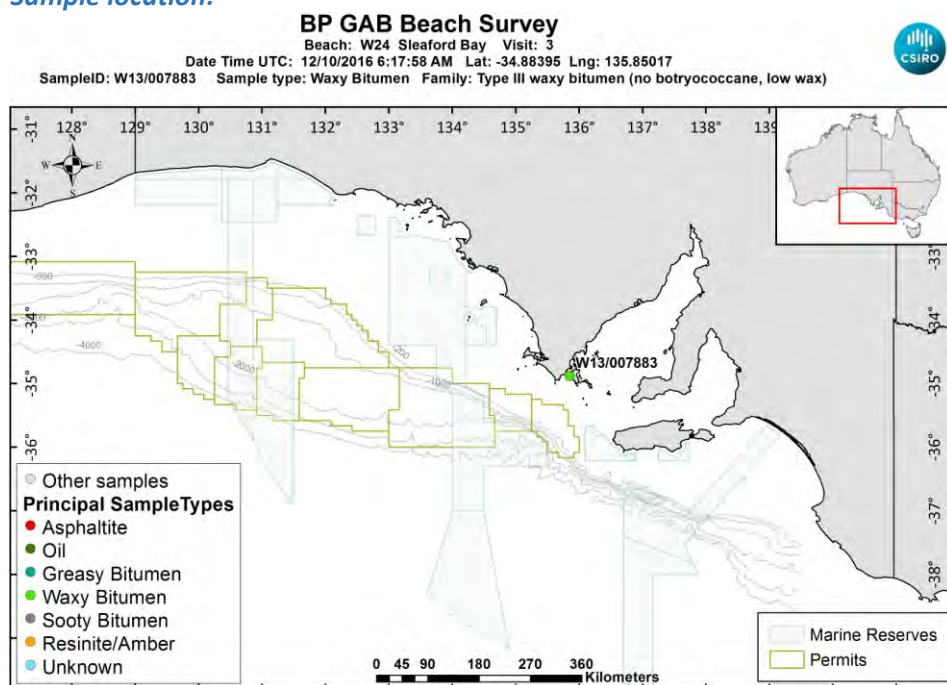 Sample location:
BP GAB Beach Survey
Beach: W24 Sleaford Bay Visit: 3
Date Time UTC: 12/10/2016 6:17:58 AM Lat: -34.88395 Lng: 135.85017
SampleID: W13/007883 Sample type: Waxy Bitumen Family: Type III waxy bitumen (no botryococcane, low wax)
CSIRO
128° 129° 130° 131° 132° 133° 134° 135° 136° 137° 138° 139
-31° -31°
N
W E
S
-32°
-33° -33°
-34° -34°
-35° -35°
-36° -36°
-37°
-38°
-4000
-2000
-200
-1000
W13/007883
Other samples
Principal SampleTypes
Asphaltite
Oil
Greasy Bitumen
Waxy Bitumen
Sooty Bitumen
Resinite/Amber
Unknown
0 45 90 180 270 360
Kilometers
Marine Reserves
Permits